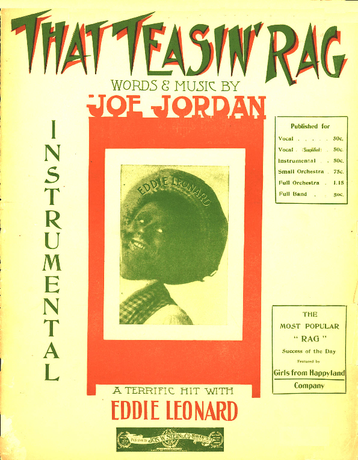 THAT TEASIN' RAG
WORDS & MUSIC BY
JOE JORDAN
INSTRUMENTAL
EDDIE LEONARD
Published for
Vocal . . . . . 50c.
Vocal . . 50c.
Instrumental . 50c.
Small Orchestra . 75c.
Full Orchestra . 1.15
Full Band . 50c.
THE
MOST POPULAR
" RAG "
Success of the Day
Featured by
Girls from Happyland
Company
A TERRIFIC HIT WITH
EDDIE LEONARD